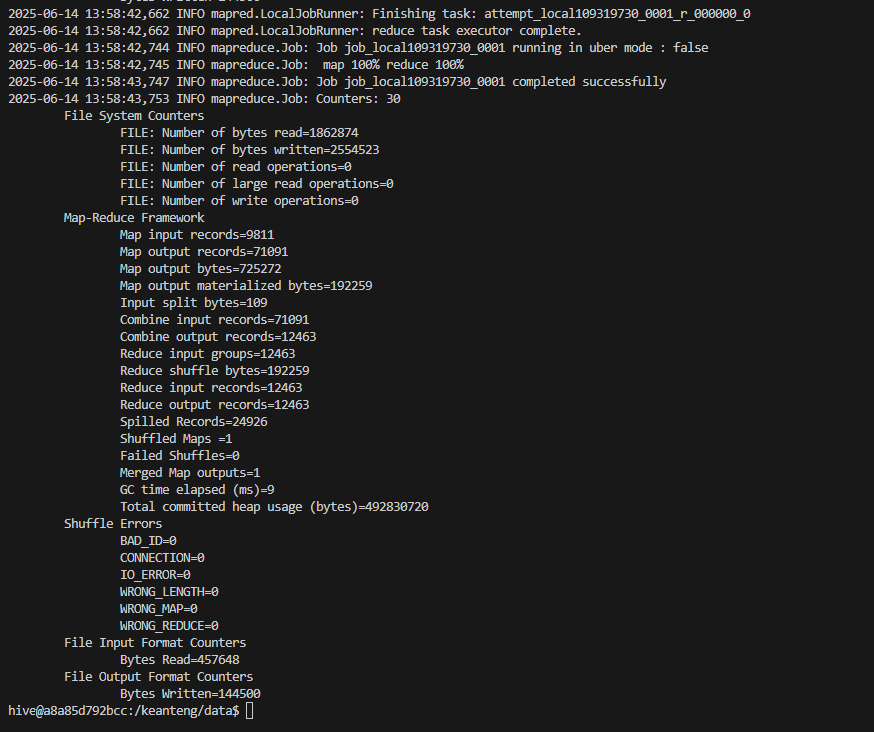 2025-06-14 13:58:42,662 INFO mapred.LocalJobRunner: Finishing task: attempt_local109319730_0001_r_000000_0
2025-06-14 13:58:42,662 INFO mapred.LocalJobRunner: reduce task executor complete.
2025-06-14 13:58:42,744 INFO mapreduce.Job: Job job_local109319730_0001 running in uber mode : false
2025-06-14 13:58:42,745 INFO mapreduce.Job:  map 100% reduce 100%
2025-06-14 13:58:43,747 INFO mapreduce.Job: Job job_local109319730_0001 completed successfully
2025-06-14 13:58:43,753 INFO mapreduce.Job: Counters: 30
File System Counters
FILE: Number of bytes read=1862874
FILE: Number of bytes written=2554523
FILE: Number of read operations=0
FILE: Number of large read operations=0
FILE: Number of write operations=0
Map-Reduce Framework
Map input records=9811
Map output records=71091
Map output bytes=725272
Map output materialized bytes=192259
Input split bytes=109
Combine input records=71091
Combine output records=12463
Reduce input groups=12463
Reduce shuffle bytes=192259
Reduce input records=12463
Reduce output records=12463
Spilled Records=24926
Shuffled Maps =1
Failed Shuffles=0
Merged Map outputs=1
GC time elapsed (ms)=9
Total committed heap usage (bytes)=492830720
Shuffle Errors
BAD_ID=0
CONNECTION=0
IO_ERROR=0
WRONG_LENGTH=0
WRONG_MAP=0
WRONG_REDUCE=0
File Input Format Counters
Bytes Read=457648
File Output Format Counters
Bytes Written=144500
hive@a8a85d792bcc:/keanteng/data$